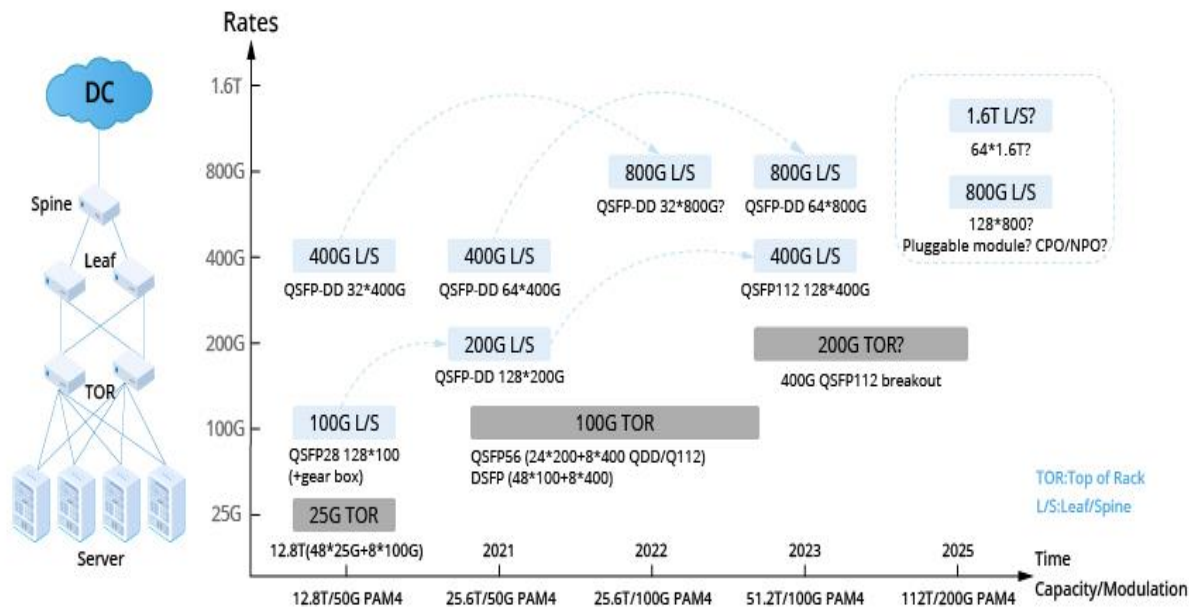 Rates
1.6T
800G
400G
200G
100G
25G
DC
Spine
Leaf
TOR
Server
1.6T L/S?
64*1.6T?
800G L/S
128*800?
Pluggable module? CPO/NPO?
800G L/S
QSFP-DD 32*800G?
800G L/S
QSFP-DD 64*800G
400G L/S
QSFP-DD 32*400G
400G L/S
QSFP-DD 64*400G
400G L/S
QSFP112 128*400G
200G L/S
QSFP-DD 128*200G
200G TOR?
400G QSFP112 breakout
100G L/S
QSFP28 128*100
(+gear box)
100G TOR
QSFP56 (24*200+8*400 QDD/Q112)
DSFP (48*100+8*400)
25G TOR
12.8T(48*25G+8*100G)
TOR:Top of Rack
L/S:Leaf/Spine
2021
2022
2023
2025
Time
12.8T/50G PAM4
25.6T/50G PAM4
25.6T/100G PAM4
51.2T/100G PAM4
112T/200G PAM4
Capacity/Modulation